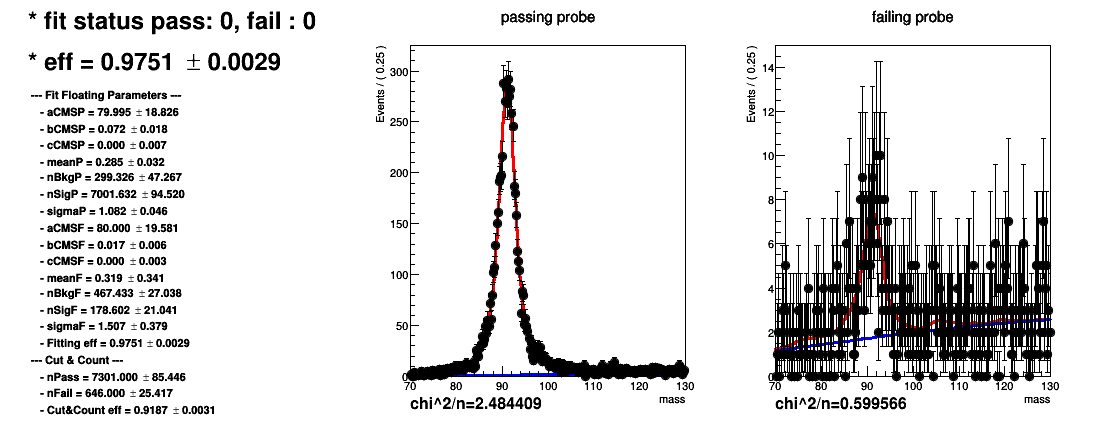 * fit status pass: 0, fail : 0
* eff = 0.9751 ± 0.0029
--- Fit Floating Parameters ---
- aCMSP = 79.995 ± 18.826
- bCMSP = 0.072 ± 0.018
- cCMSP = 0.000 ± 0.007
- meanP = 0.285 ± 0.032
- nBkgP = 299.326 ± 47.267
- nSigP = 7001.632 ± 94.520
- sigmaP = 1.082 ± 0.046
- aCMSF = 80.000 ± 19.581
- bCMSF = 0.017 ± 0.006
- cCMSF = 0.000 ± 0.003
- meanF = 0.319 ± 0.341
- nBkgF = 467.433 ± 27.038
- nSigF = 178.602 ± 21.041
- sigmaF = 1.507 ± 0.379
- Fitting eff = 0.9751 ± 0.0029
--- Cut & Count ---
- nPass = 7301.000 ± 85.446
- nFail = 646.000 ± 25.417
- Cut&Count eff = 0.9187 ± 0.0031
passing probe
Events / ( 0.25 )
300
250
200
150
100
50
0
70 80 90 100 110 120 130
mass
chi^2/n=2.484409
failing probe
Events / ( 0.25 )
14
12
10
8
6
4
2
0
70 80 90 100 110 120 130
mass
chi^2/n=0.599566